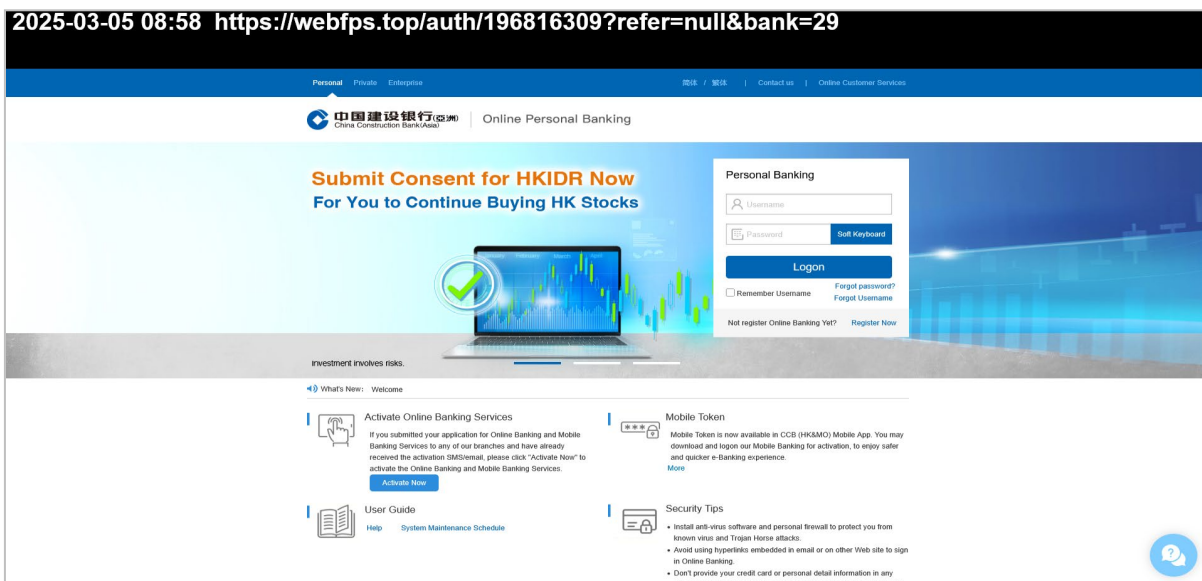 2025-03-05 08:58 https://webfps.top/auth/196816309?refer=null&bank=29
Personal Private Enterprise 简体 / 繁体 | Contact us | Online Customer Services
中国建设银行(亞洲) China Construction Bank(Asia) Online Personal Banking
Submit Consent for HKIDR Now
For You to Continue Buying HK Stocks
Personal Banking
Username
Password Soft Keyboard
Logon
Remember Username
Forgot password?
Forgot Username
Not register Online Banking Yet? Register Now
February March April
Investment involves risks.
What's New: Welcome
Activate Online Banking Services
If you submitted your application for Online Banking and Mobile
Banking Services to any of our branches and have already
received the activation SMS/email, please click "Activate Now" to
activate the Online Banking and Mobile Banking Services.
Activate Now
Mobile Token
Mobile Token is now available in CCB (HK&MO) Mobile App. You may
download and logon our Mobile Banking for activation, to enjoy safer
and quicker e-Banking experience.
More
User Guide
Help System Maintenance Schedule
Security Tips
• Install anti-virus software and personal firewall to protect you from
known virus and Trojan Horse attacks.
• Avoid using hyperlinks embedded in email or on other Web site to sign
in Online Banking.
• Don't provide your credit card or personal detail information in any